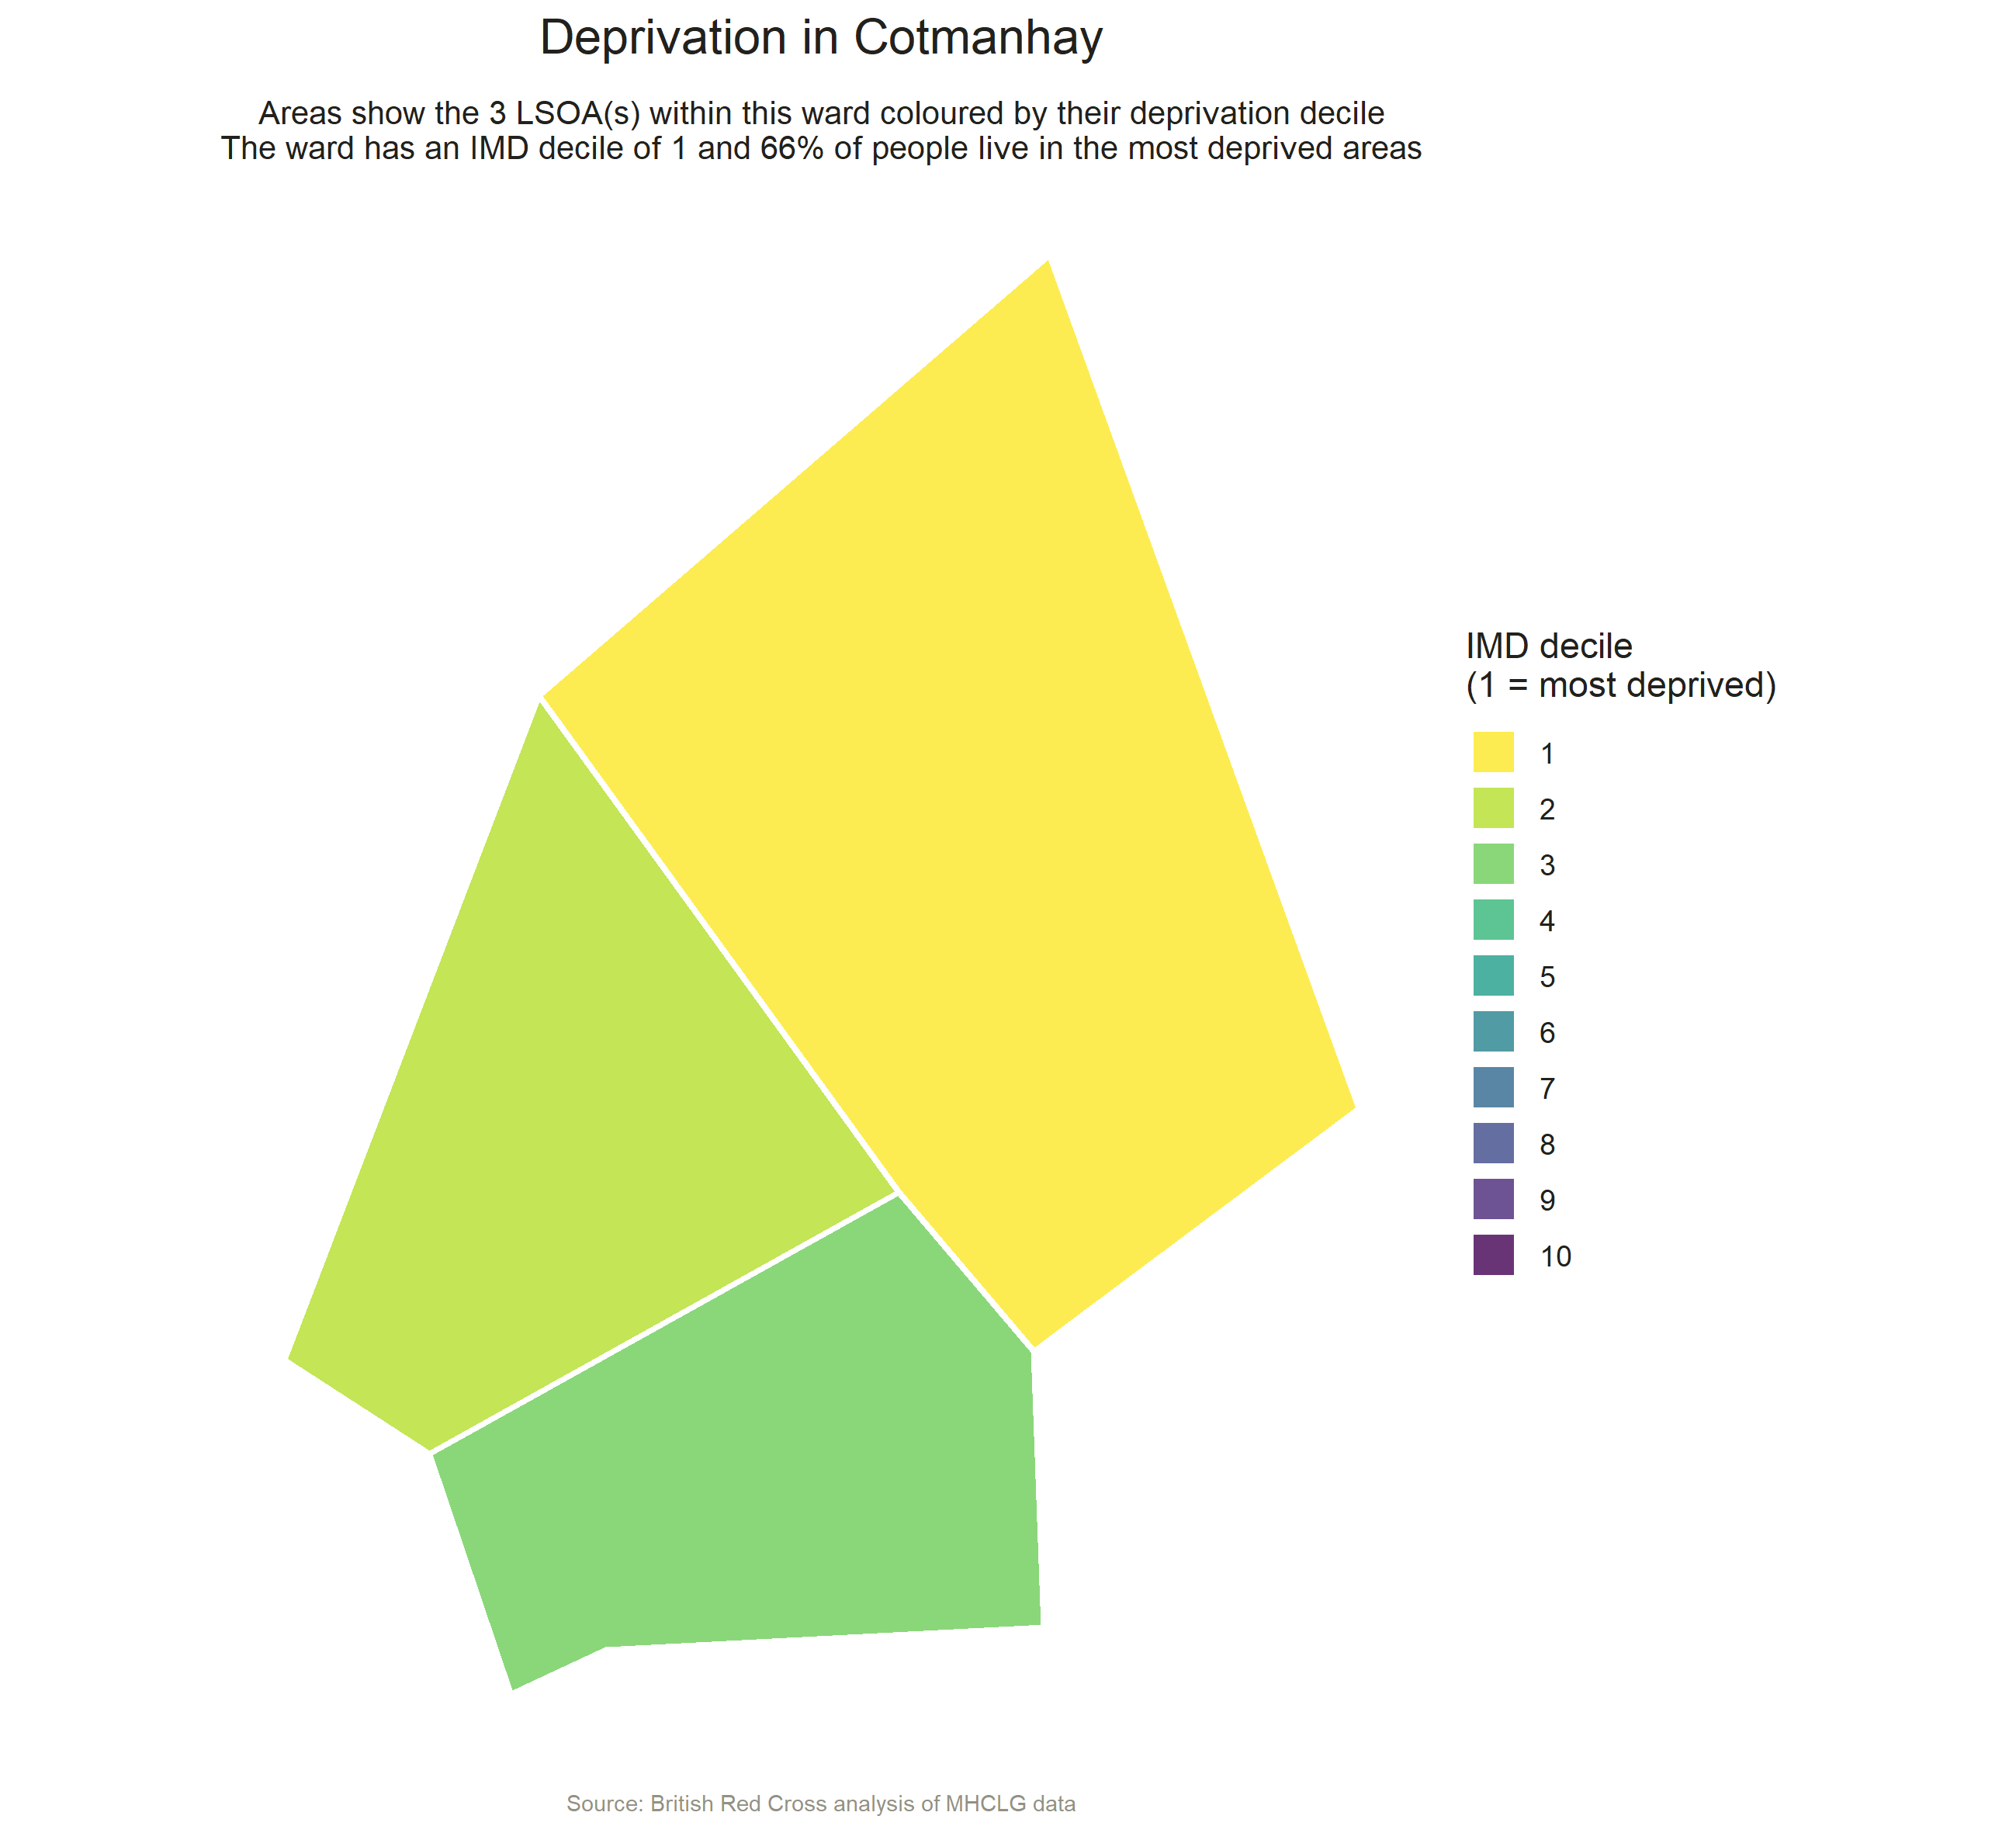 Deprivation in Cotmanhay
Areas show the 3 LSOA(s) within this ward coloured by their deprivation decile
The ward has an IMD decile of 1 and 66% of people live in the most deprived areas
IMD decile
(1 = most deprived)
1
2
3
4
5
6
7
8
9
10
Source: British Red Cross analysis of MHCLG data